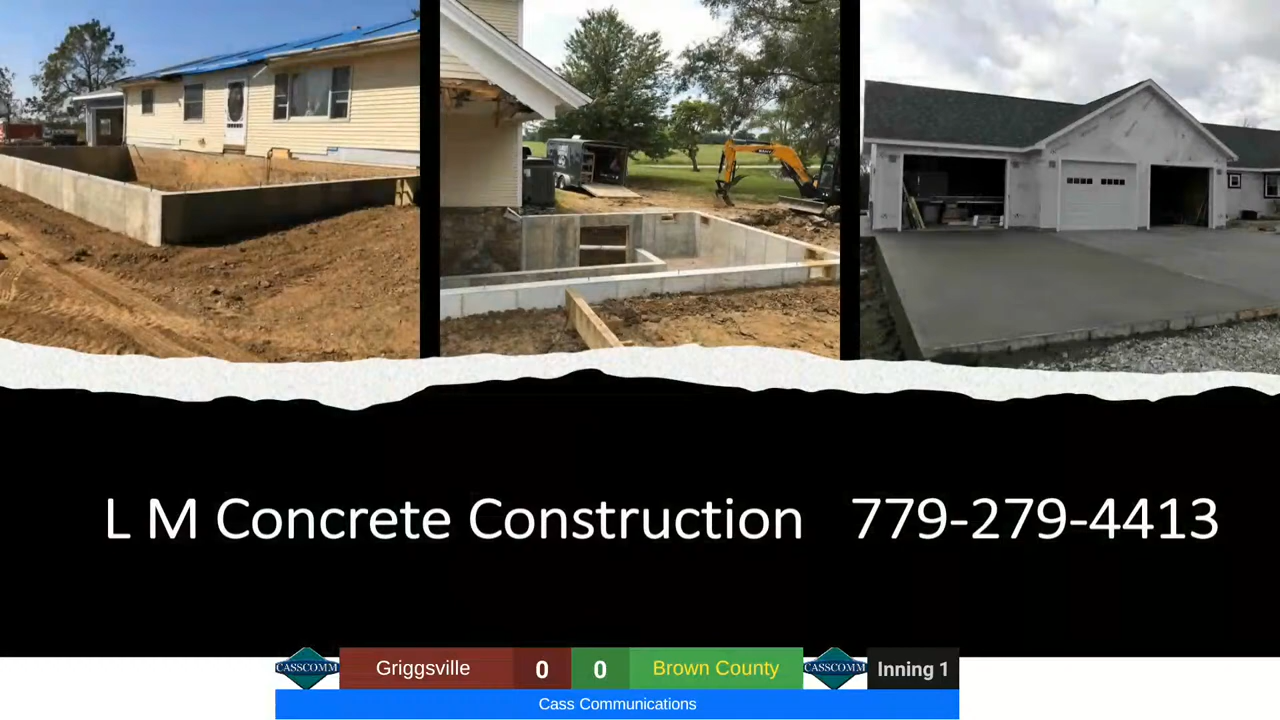 L M Concrete Construction 779-279-4413
CASSCOMM Griggsville 0 0 Brown County CASSCOMM Inning 1
Cass Communications